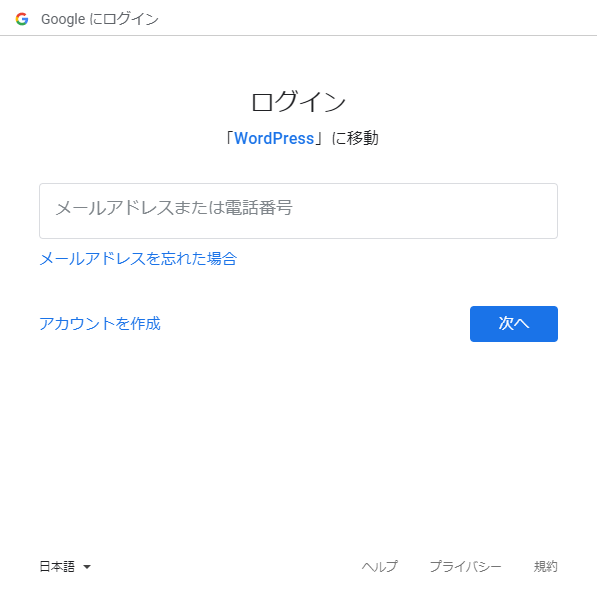 Google にログイン
ログイン
「WordPress」に移動
メールアドレスまたは電話番号
メールアドレスを忘れた場合
アカウントを作成
次へ
日本語
ヘルプ プライバシー 規約